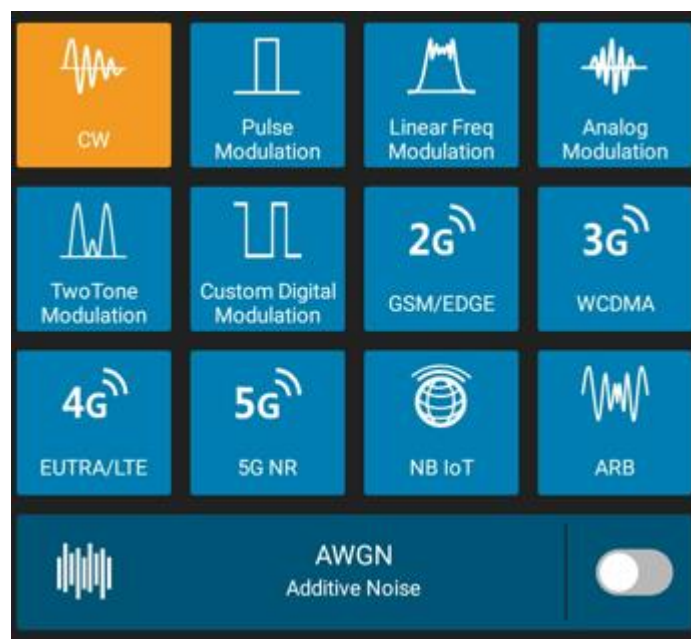 CW
Pulse
Modulation
Linear Freq
Modulation
Analog
Modulation
TwoTone
Modulation
Custom Digital
Modulation
2G
GSM/EDGE
3G
WCDMA
4G
EUTRA/LTE
5G
5G NR
NB IoT
ARB
AWGN
Additive Noise